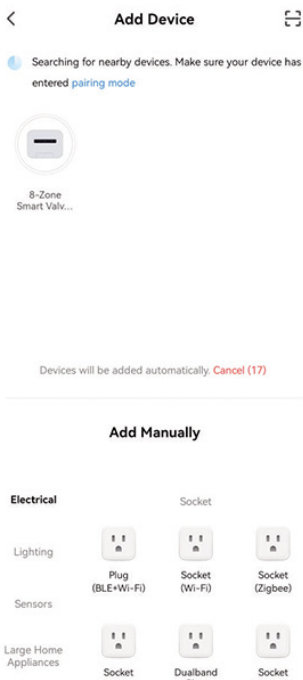 Add Device
Searching for nearby devices. Make sure your device has
entered pairing mode
8-Zone
Smart Valv...
Devices will be added automatically. Cancel (17)
Add Manually
Electrical
Socket
Lighting
Plug
(BLE+Wi-Fi)
Socket
(Wi-Fi)
Socket
(Zigbee)
Sensors
Large Home
Appliances
Socket
Dualband
Socket